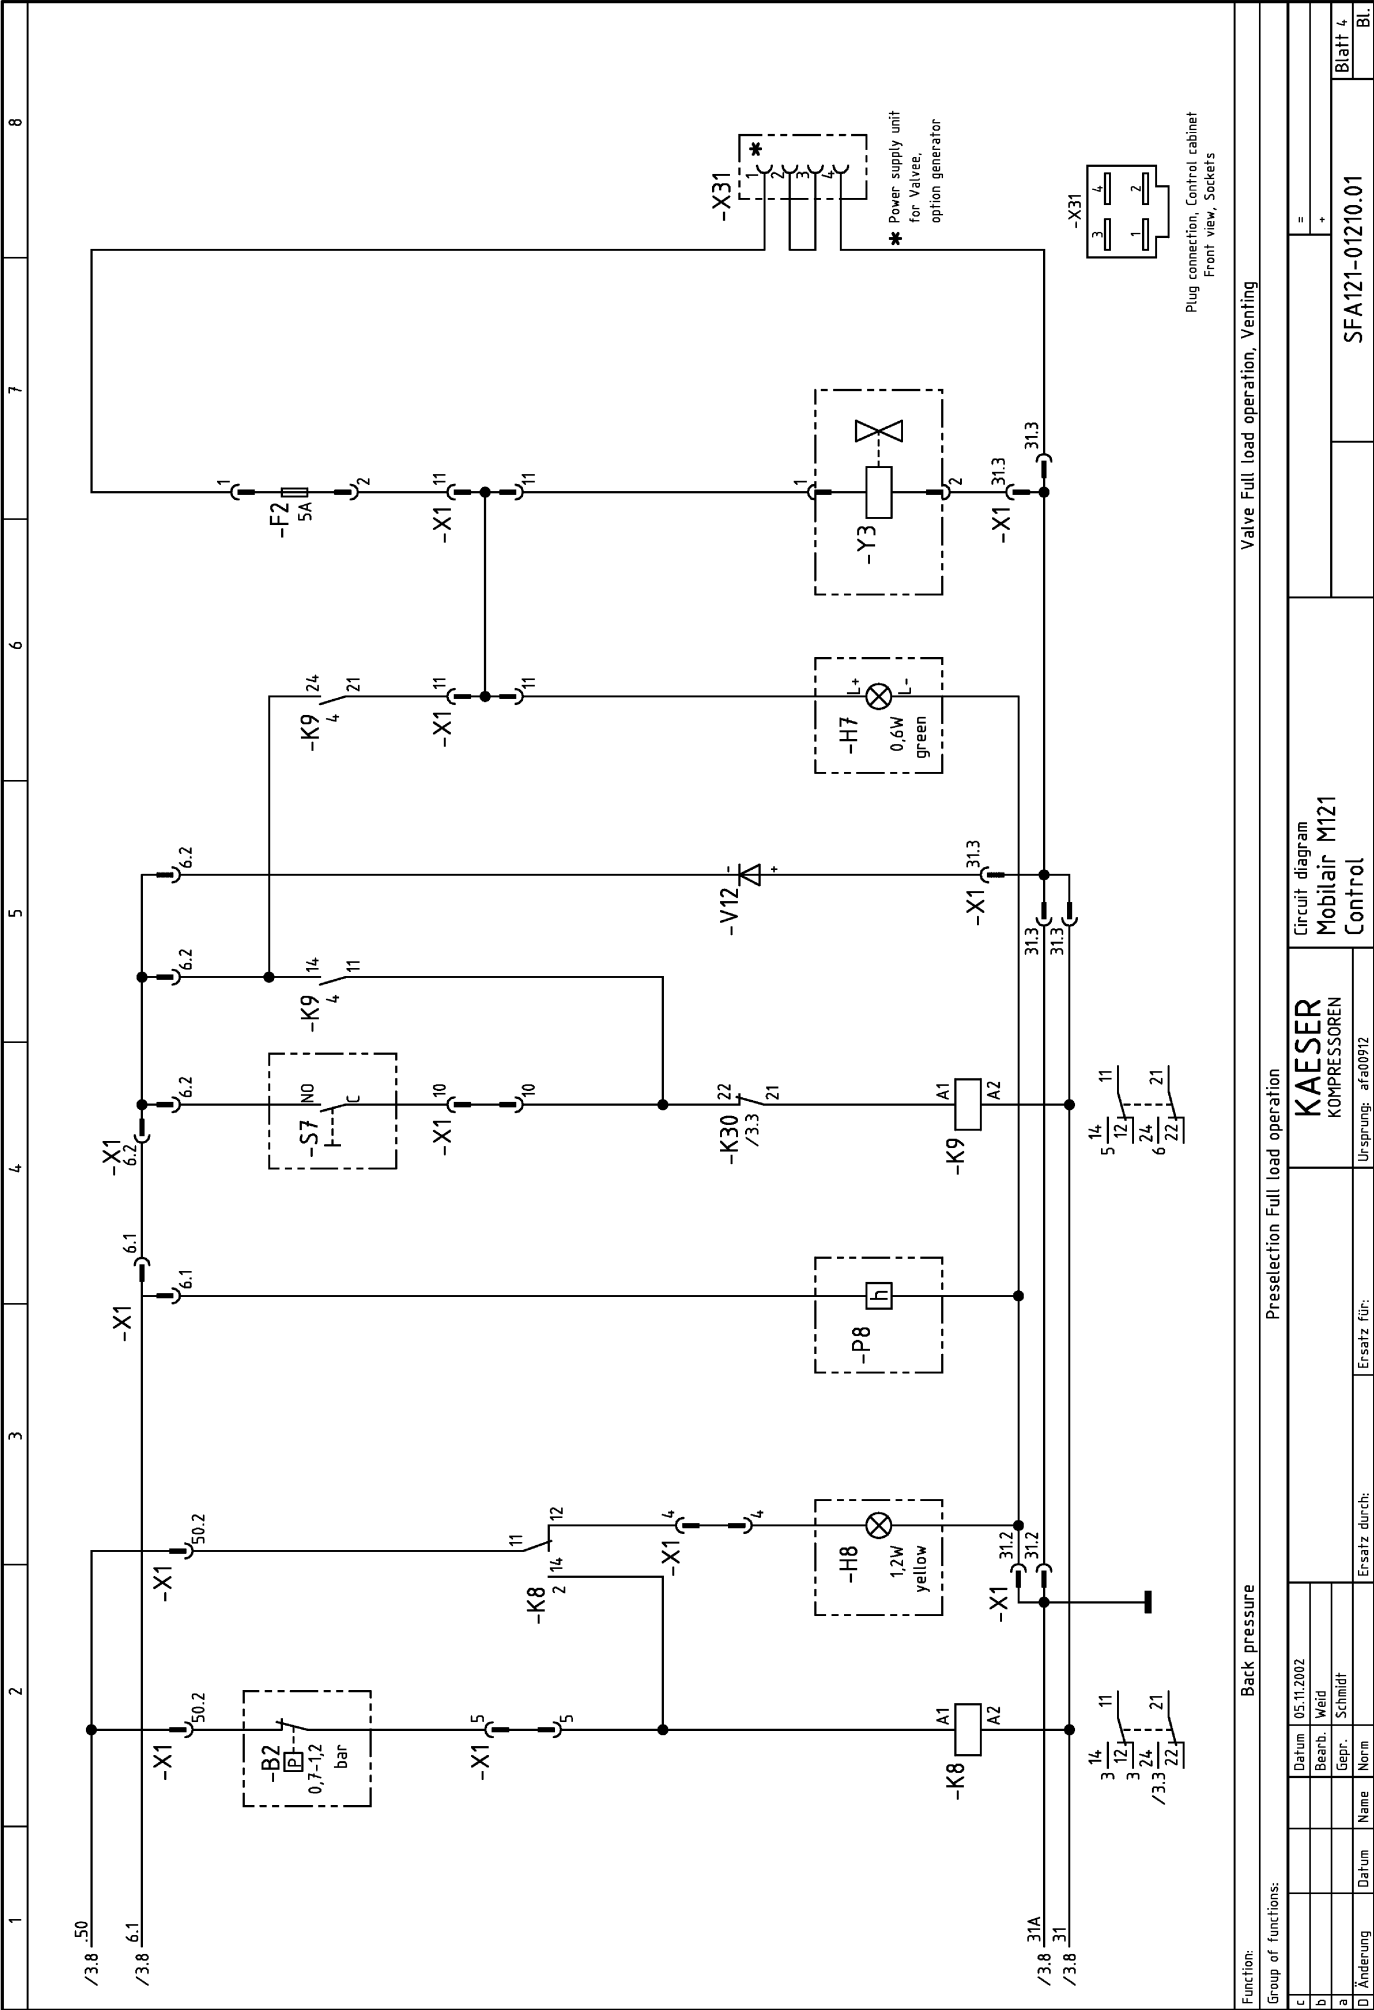 1
2
3
4
5
6
7
8
/3.8
.50
/3.8
6.1
-X1
50.2
-B2
P
0,7-1,2
bar
-X1
5
5
A1
-K8
A2
-X1
50.2
11
-K8
14
12
2
-X1
4
4
-H8
1,2W
yellow
-X1
31.2
31.2
-X1
6.1
6.1
-P8
h
-X1
6.2
6.2
-S7
NO
C
-X1
10
10
22
-K30
/3.3
21
A1
-K9
A2
6.2
-K9
14
4
11
6.2
-V12
-
+
-X1
31.3
31.3
31.3
-K9
24
4
21
-X1
11
11
-H7
L+
L-
0,6W
green
1
-F2
5A
2
-X1
11
11
1
-Y3
2
-X1
31.3
31.3
-X31
*
1
2
3
4
* Power supply unit
for Valvee,
option generator
-X31
3
4
1
2
Plug connection, Control cabinet
Front view, Sockets
/3.8
31A
/3.8
31
3
14
11
3
12
/3.3
24
21
22
5
14
11
12
6
24
21
22
Function:
Back pressure
Valve Full load operation, Venting
Group of functions:
Preselection Full load operation
c
b
a
D
Änderung
Datum
Name
Datum
05.11.2002
Bearb.
Weid
Gepr.
Schmidt
Norm
Ersatz durch:
Ersatz für:
KAESER
KOMPRESSOREN
Ursprung: afa00912
Circuit diagram
Mobilair M121
Control
=
+
SFA121-01210.01
Blatt 4
Bl.